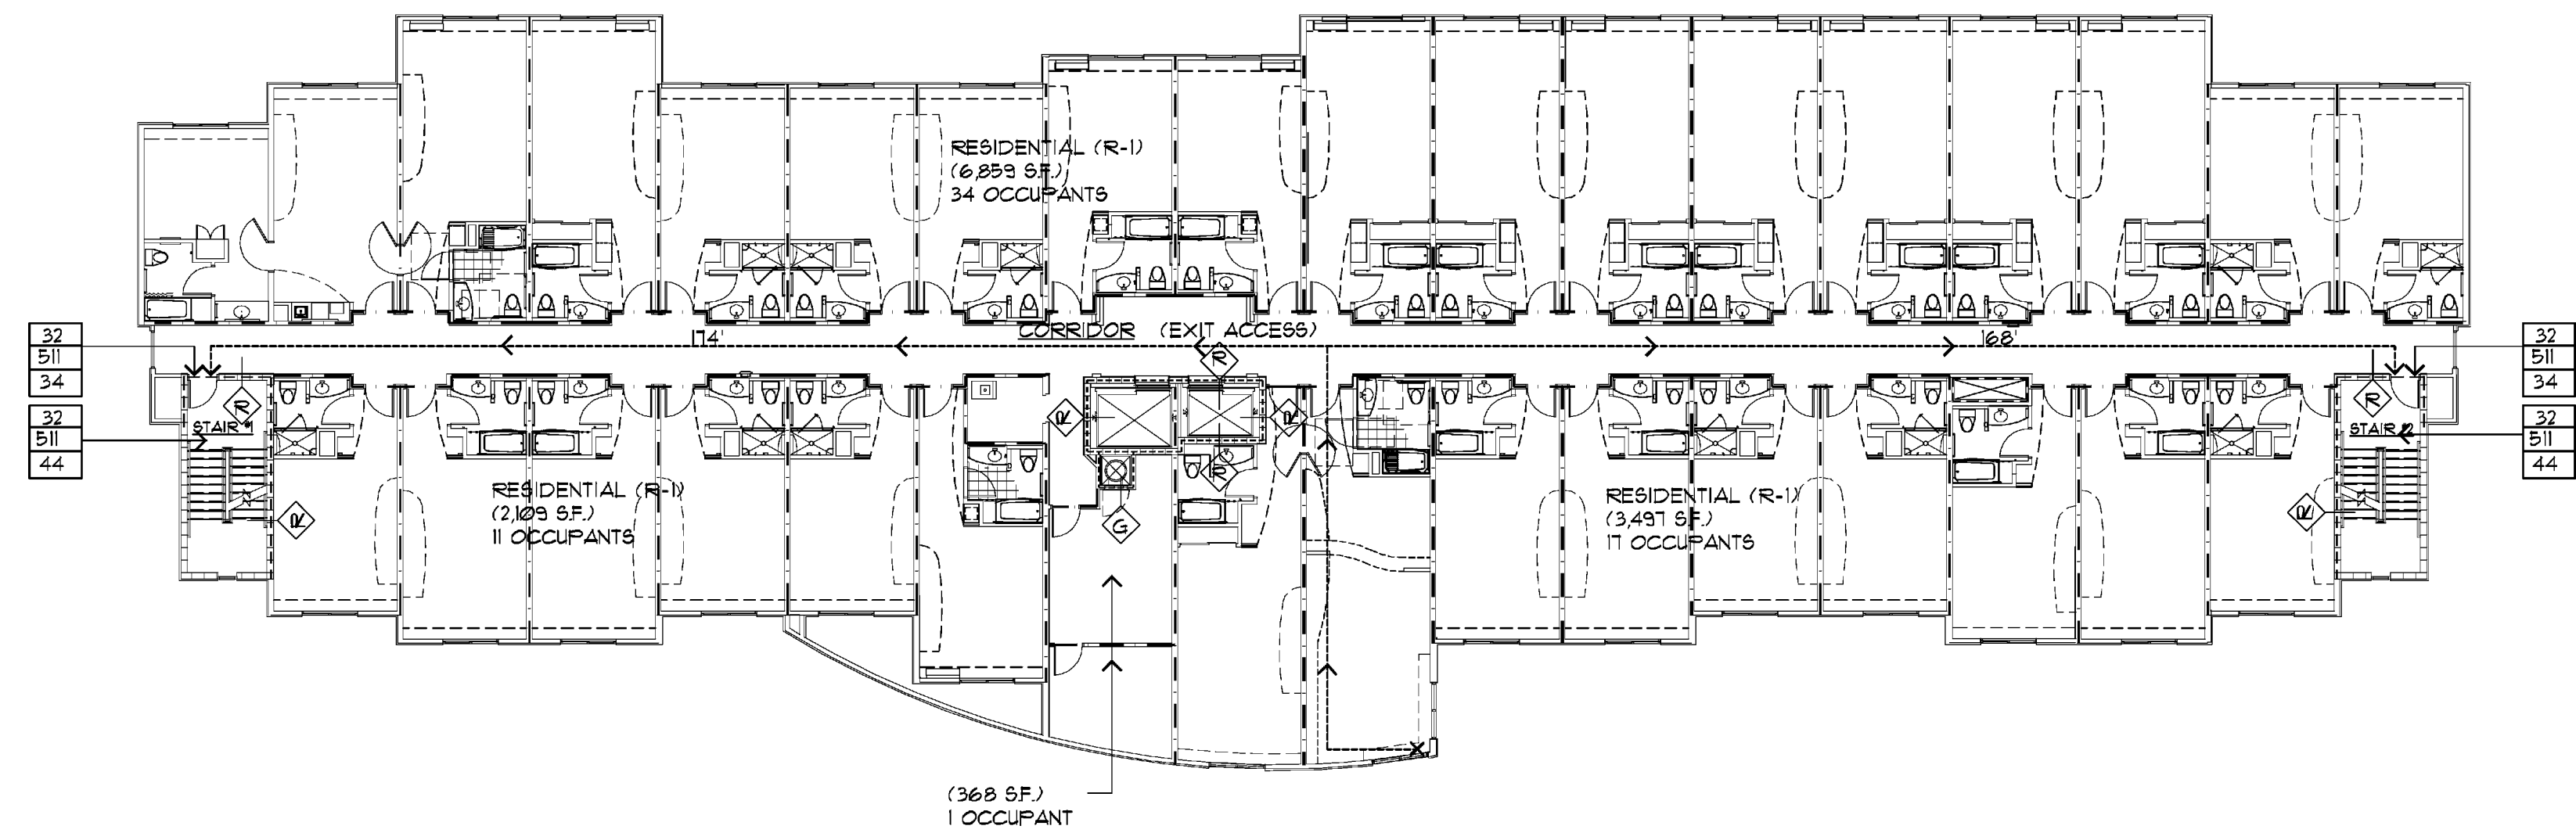 RESIDENTIAL (R-1)
(6,859 S.F.)
34 OCCUPANTS
CORRIDOR (EXIT ACCESS)
174'
168'
32
511
34
32
511
44
32
511
34
32
511
44
R
R
R
R
R
R
R
R
G
STAIR #1
STAIR #2
RESIDENTIAL (R-1)
(2,109 S.F.)
11 OCCUPANTS
RESIDENTIAL (R-1)
(3,497 S.F.)
17 OCCUPANTS
(368 S.F.)
1 OCCUPANT